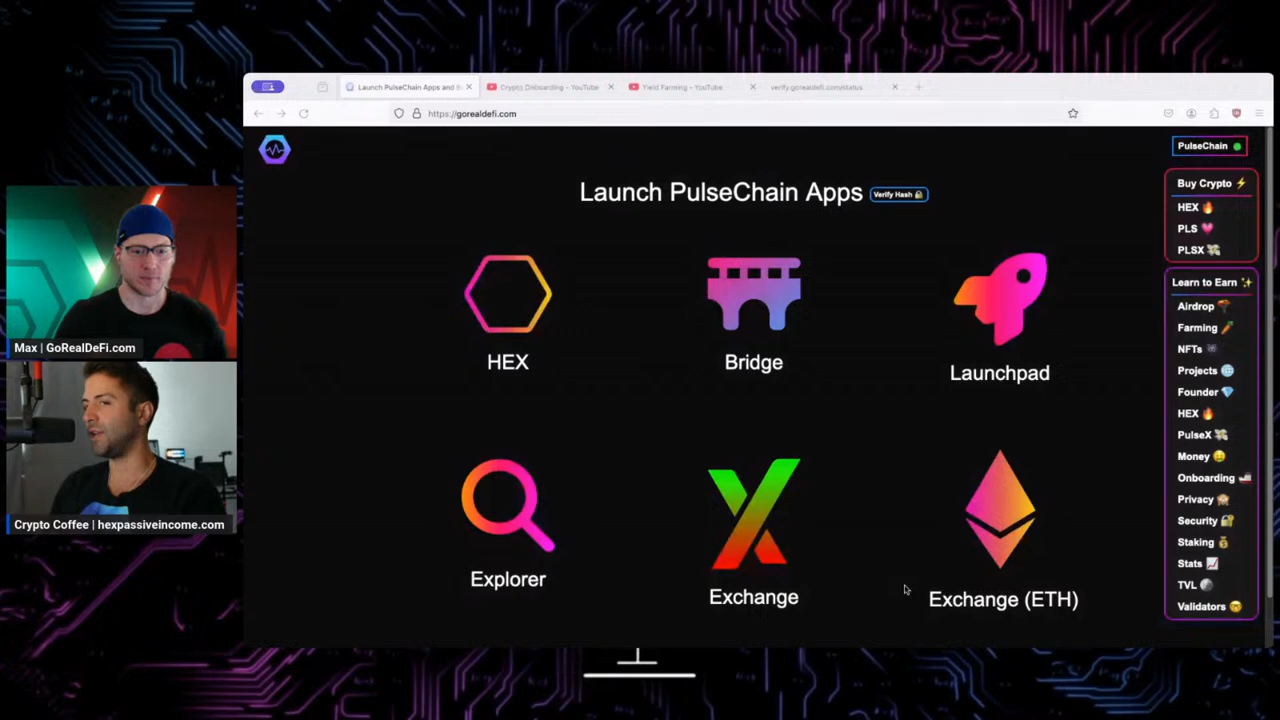 Launch PulseChain Apps and B
Crypto Onboarding - YouTube
Yield Farming - YouTube
verify.gorealdefi.com/status
https://gorealdefi.com
Launch PulseChain Apps
Verify Hash
HEX
Bridge
Launchpad
Explorer
Exchange
Exchange (ETH)
PulseChain
Buy Crypto ⚡
HEX 🔥
PLS 💗
PLSX 💸
Learn to Earn ✨
Airdrop 🪂
Farming 🥕
NFTs
Projects 🌐
Founder 💎
HEX 🔥
PulseX 💸
Money 🤑
Onboarding
Privacy 🙈
Security 🔐
Staking 💰
Stats 📈
TVL
Validators 🤓
Max | GoRealDeFi.com
Crypto Coffee | hexpassiveincome.com